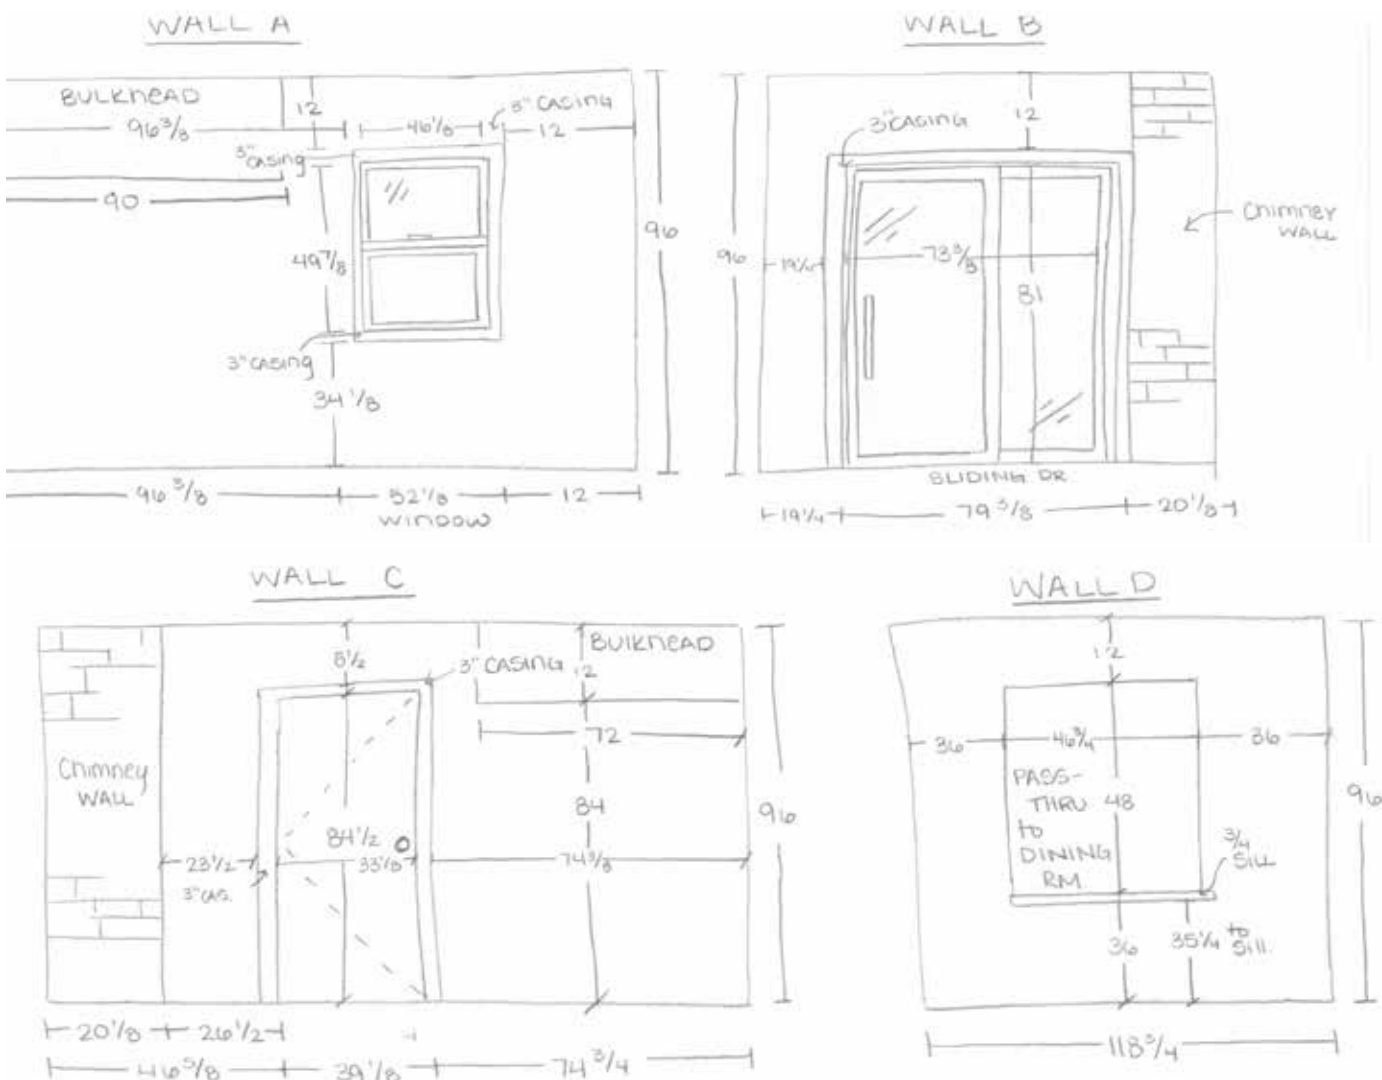 WALL A
BULKHEAD
12
3" CASING
96 3/8
46 1/8
12
3" casing
90
49 7/8
96
3" casing
34 1/8
96 3/8
52 1/8
12
WINDOW
WALL B
12
3" CASING
Chimney
WALL
96
19 1/4
73 3/8
81
SLIDING DR.
19 1/4
79 3/8
20 1/8
WALL C
8 1/2
3" CASING
12
BUlKHEAD
72
Chimney
WALL
84
96
84 1/2
23 1/2
33 1/8
74 3/8
3" CAS.
20 1/8
26 1/2
46 5/8
39 1/8
74 3/4
WALL D
12
36
46 3/4
36
PASS-
THRU
to
DINING
RM
48
96
3/4
SILL
36
35 1/4 to
Sill.
118 3/4